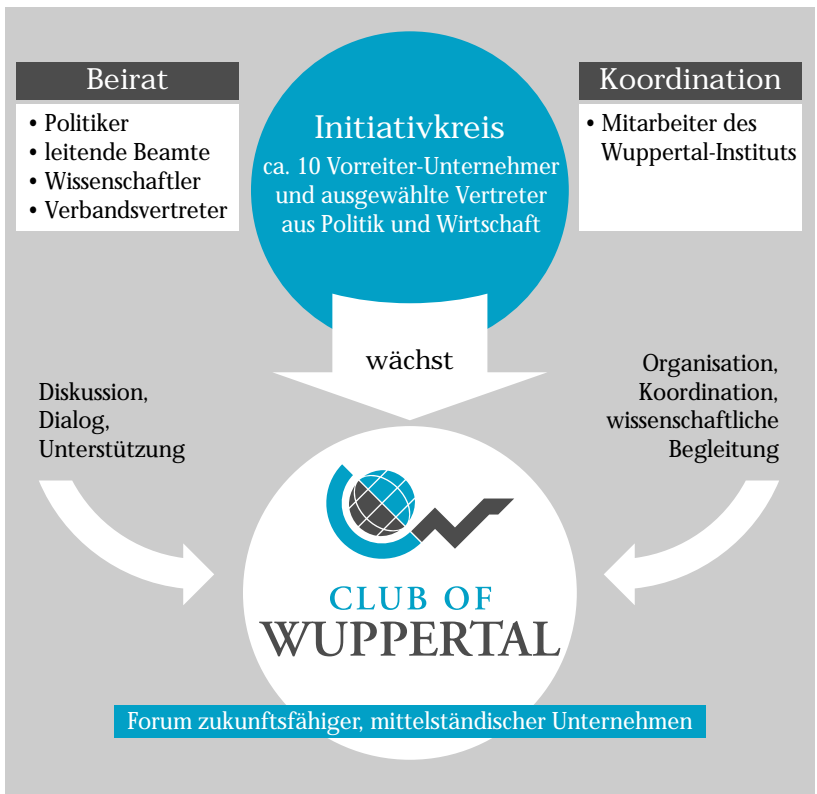 Beirat
• Politiker
• leitende Beamte
• Wissenschaftler
• Verbandsvertreter
Initiativkreis
ca. 10 Vorreiter-Unternehmer
und ausgewählte Vertreter
aus Politik und Wirtschaft
Koordination
• Mitarbeiter des
Wuppertal-Instituts
wächst
Diskussion,
Dialog,
Unterstützung
Organisation,
Koordination,
wissenschaftliche
Begleitung
CLUB OF
WUPPERTAL
Forum zukunftsfähiger, mittelständischer Unternehmen